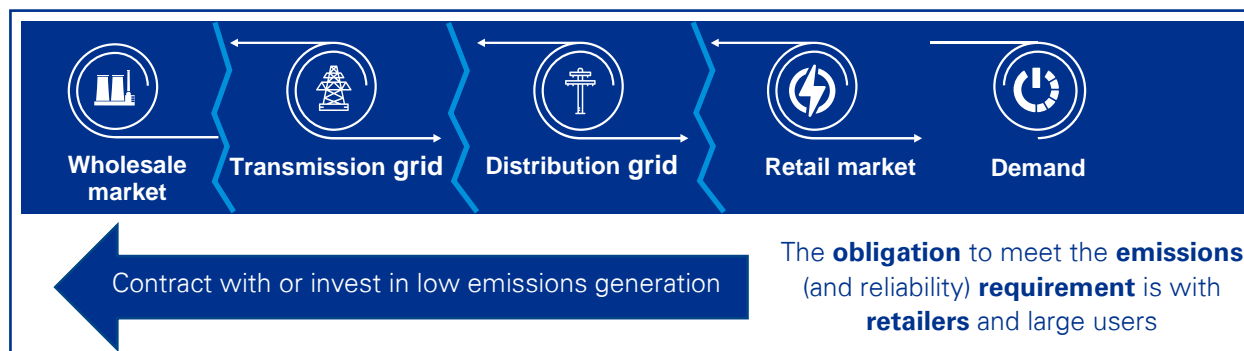 Wholesale
market
Transmission grid
Distribution grid
Retail market
Demand
Contract with or invest in low emissions generation
The obligation to meet the emissions
(and reliability) requirement is with
retailers and large users